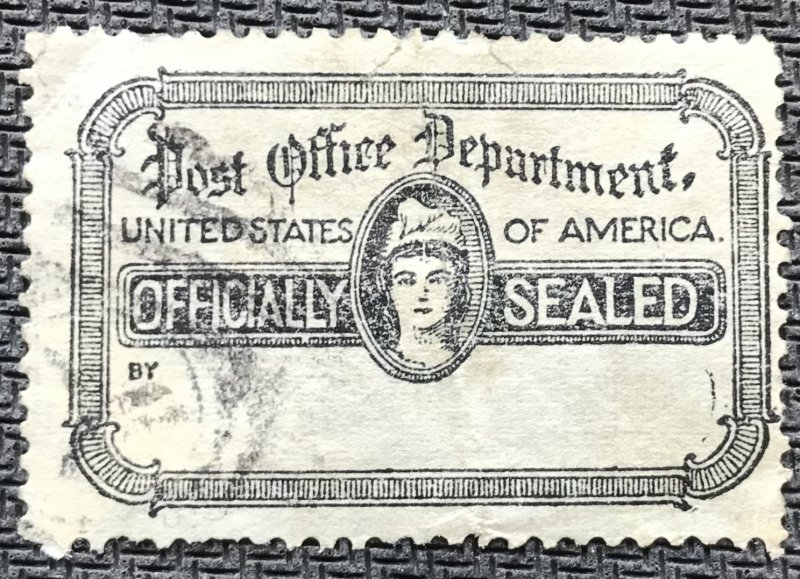 Post Office Department,
UNITED STATES OF AMERICA.
OFFICIALLY SEALED
BY